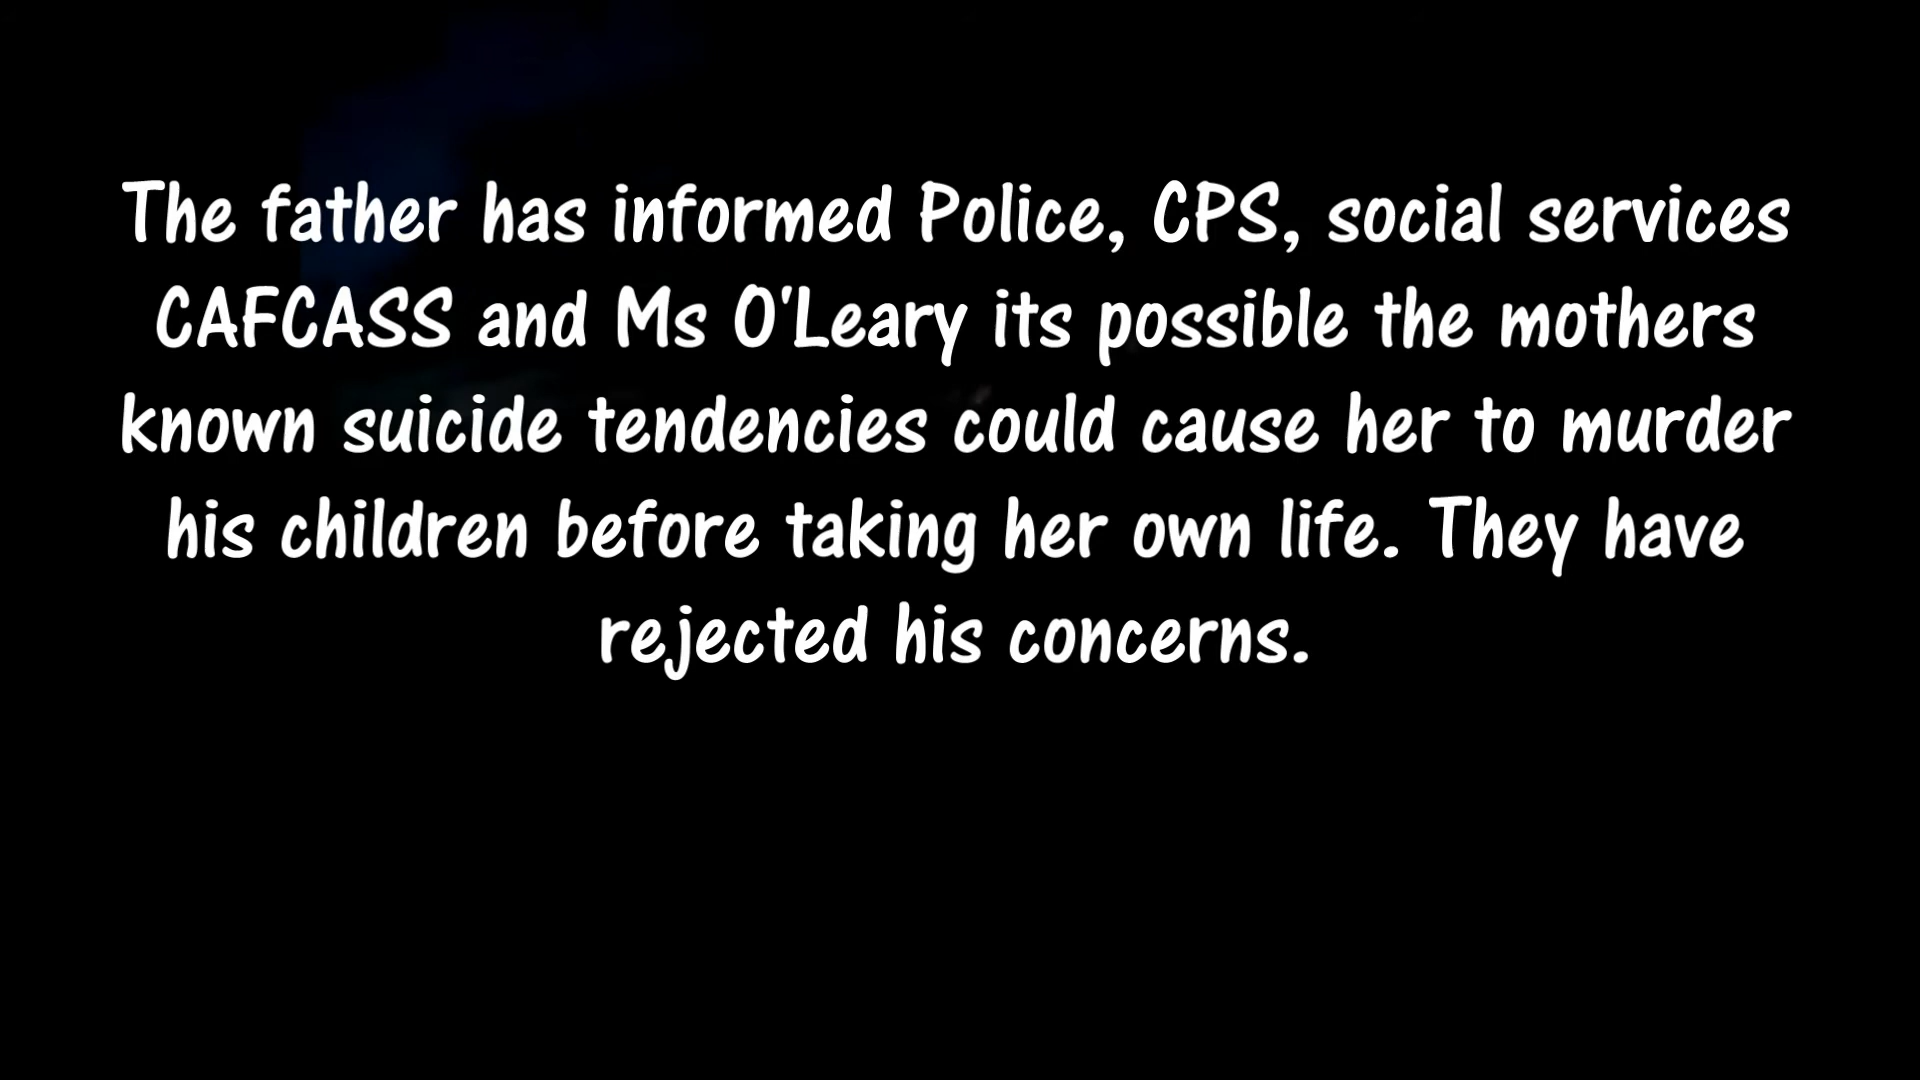 The father has informed Police, CPS, social services
CAFCASS and Ms O'Leary its possible the mothers
known suicide tendencies could cause her to murder
his children before taking her own life. They have
rejected his concerns.